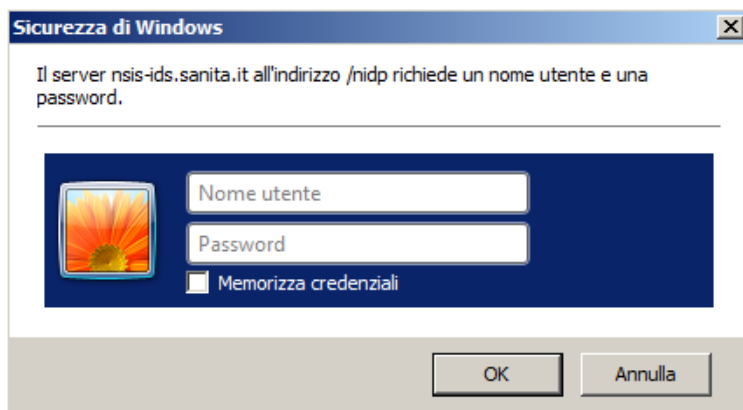 Sicurezza di Windows
Il server nsis-ids.sanita.it all'indirizzo /nidp richiede un nome utente e una
password.
Nome utente
Password
Memorizza credenziali
OK
Annulla